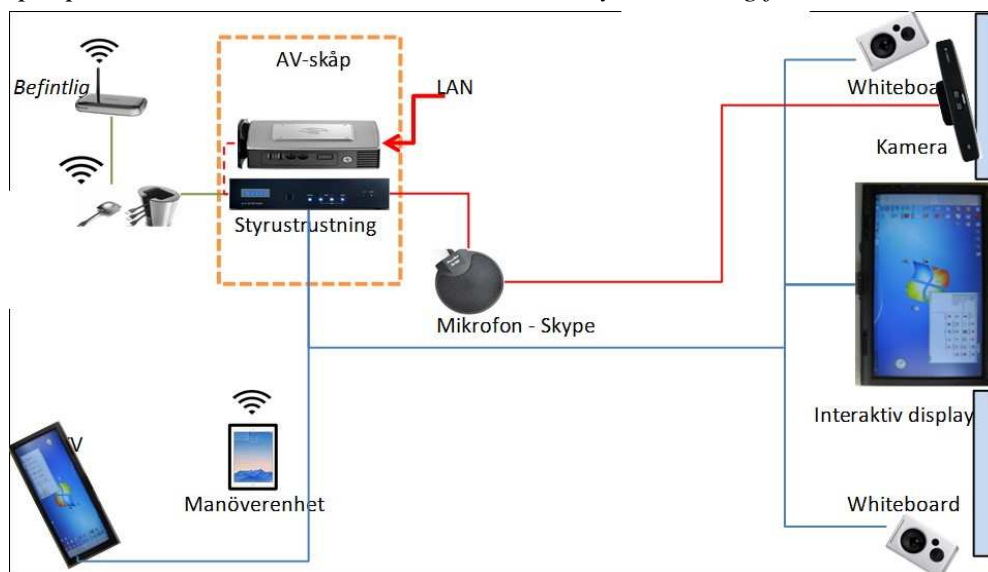 AV-skåp
Befintlig
LAN
Whiteboa
Kamera
Styrustrustning
Mikrofon - Skype
Interaktiv display
Manöverenhet
Whiteboard